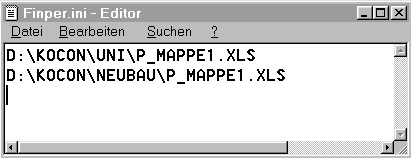 Finper.ini - Editor
Datei Bearbeiten Suchen ?
D:\KOCON\UNI\P_MAPPE1.XLS
D:\KOCON\NEUBAU\P_MAPPE1.XLS